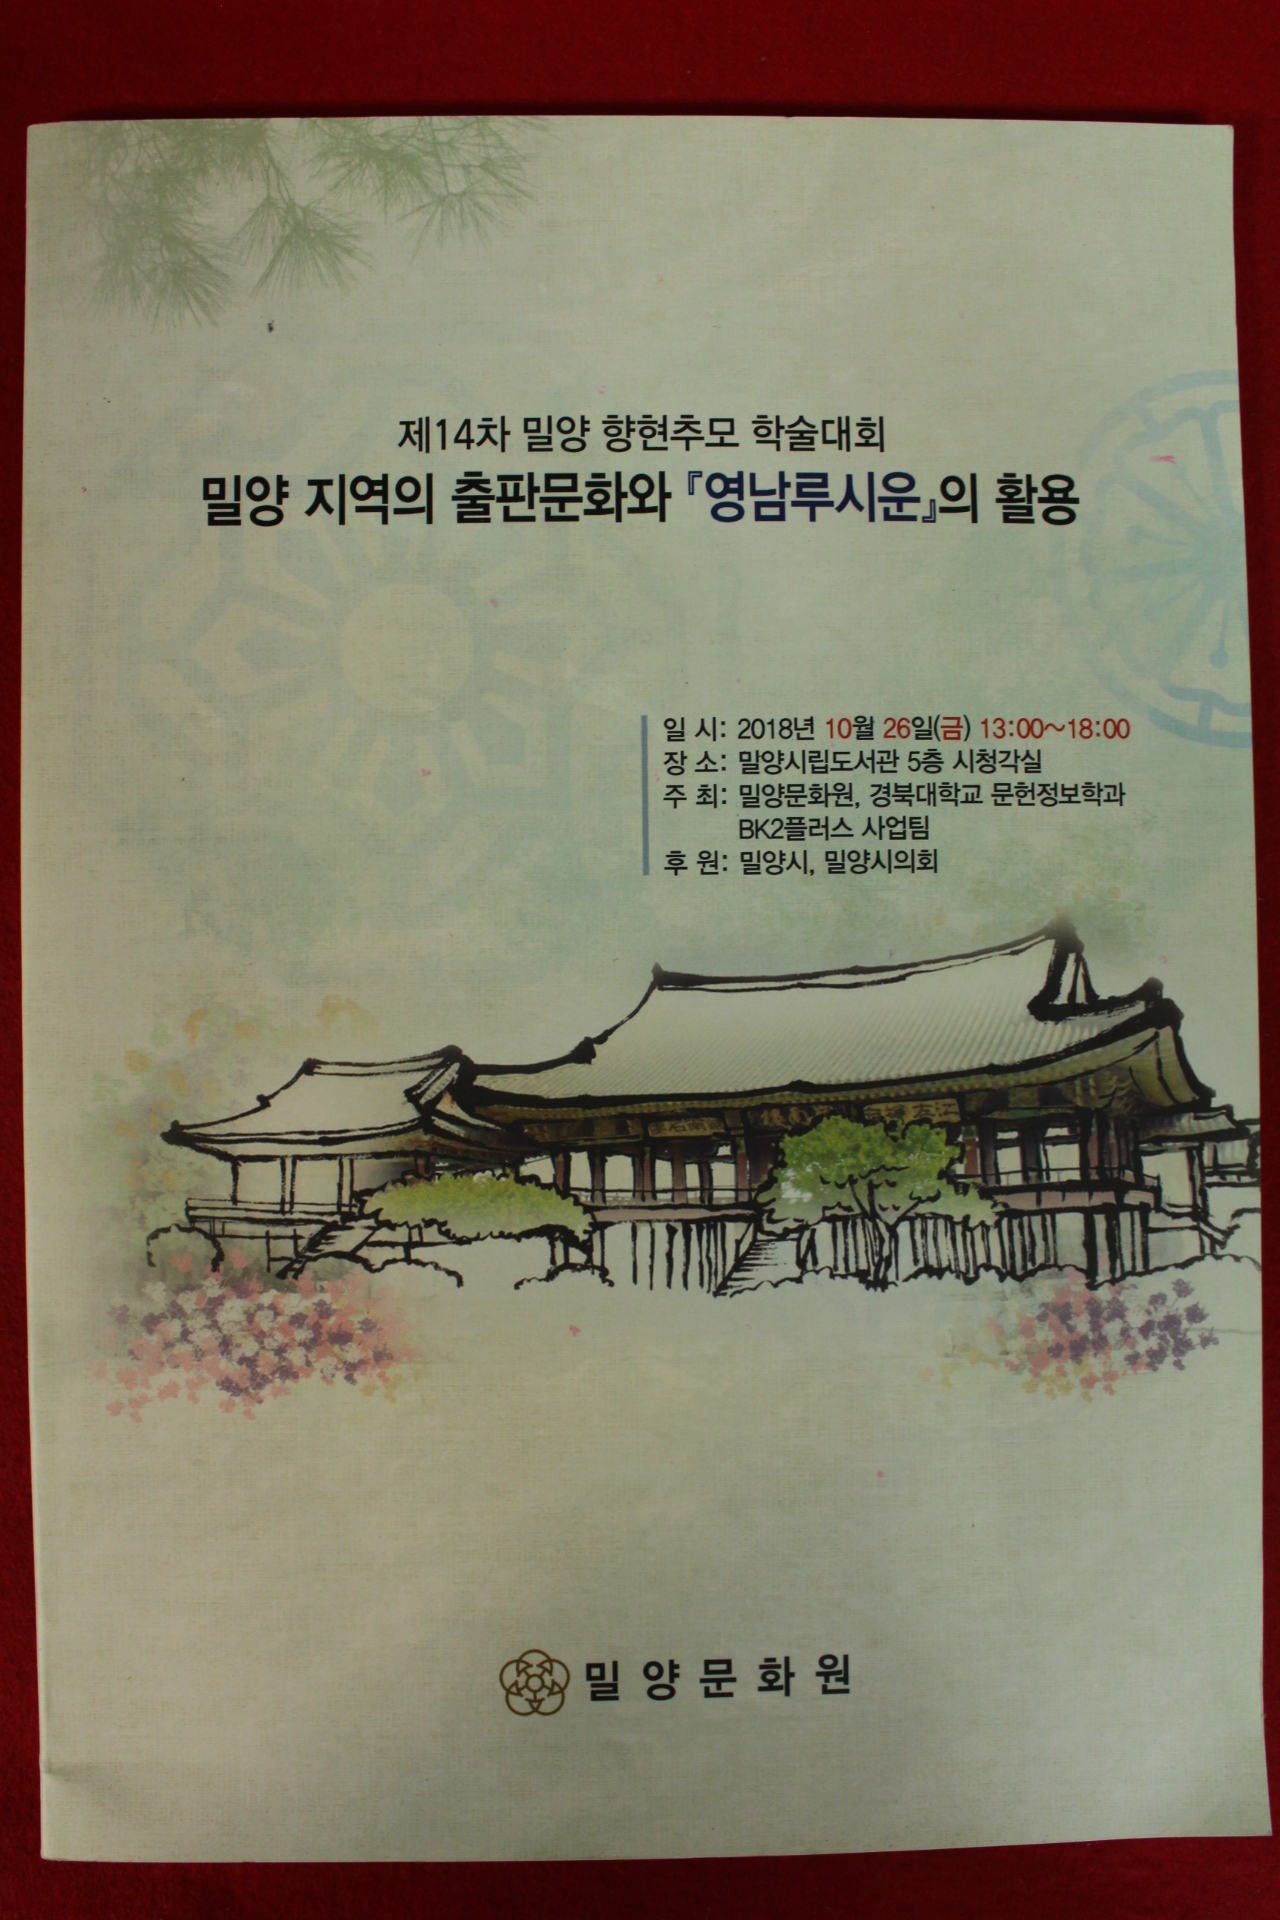 제14차 밀양 향현추모 학술대회
밀양 지역의 출판문화와 『영남루시운』의 활용
일 시: 2018년 10월 26일(금) 13:00~18:00
장 소: 밀양시립도서관 5층 시청각실
주 최: 밀양문화원, 경북대학교 문헌정보학과
BK2플러스 사업팀
후 원: 밀양시, 밀양시의회
밀양문화원